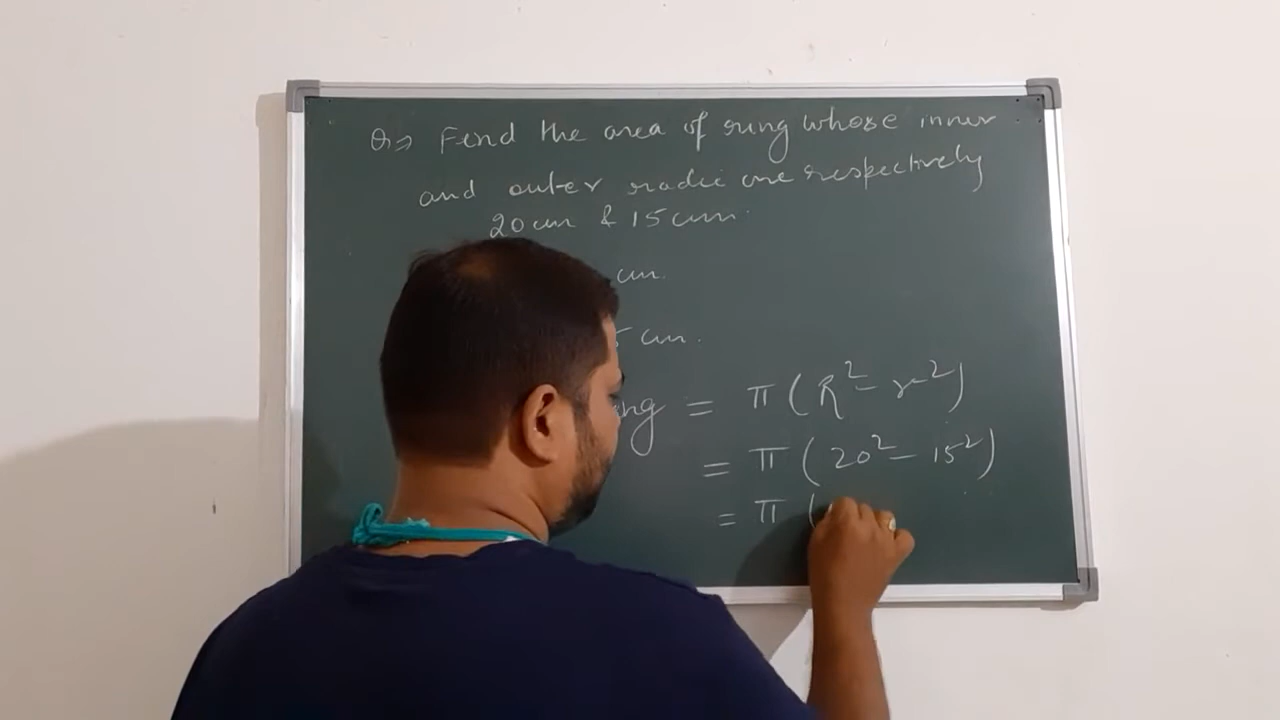 Q⇒ Find the area of ring whose inner
and outer radii are respectively
20 cm & 15 cm.
cm.
5 cm.
ng = π (R² - r²)
= π (20² - 15²)
= π (